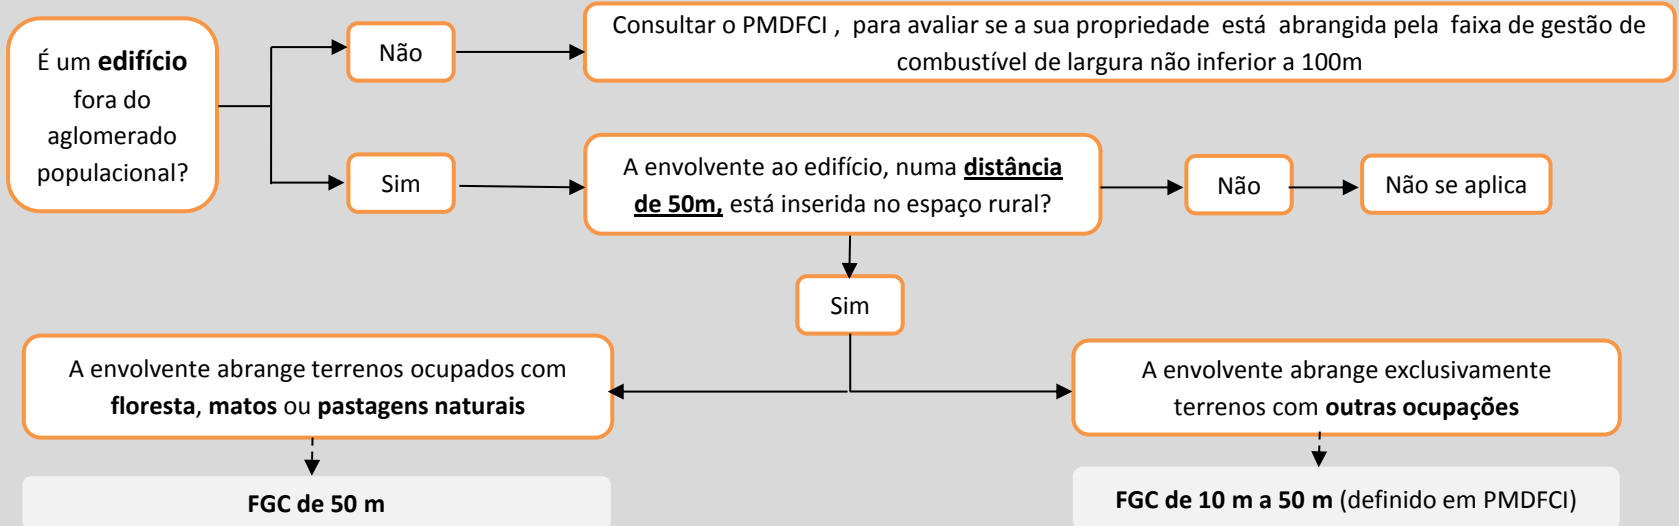 É um edifício
fora do
aglomerado
populacional?
Não
Consultar o PMDFCI , para avaliar se a sua propriedade está abrangida pela faixa de gestão de
combustível de largura não inferior a 100m
Sim
A envolvente ao edifício, numa distância
de 50m, está inserida no espaço rural?
Não
Não se aplica
Sim
A envolvente abrange terrenos ocupados com
floresta, matos ou pastagens naturais
A envolvente abrange exclusivamente
terrenos com outras ocupações
FGC de 50 m
FGC de 10 m a 50 m (definido em PMDFCI)